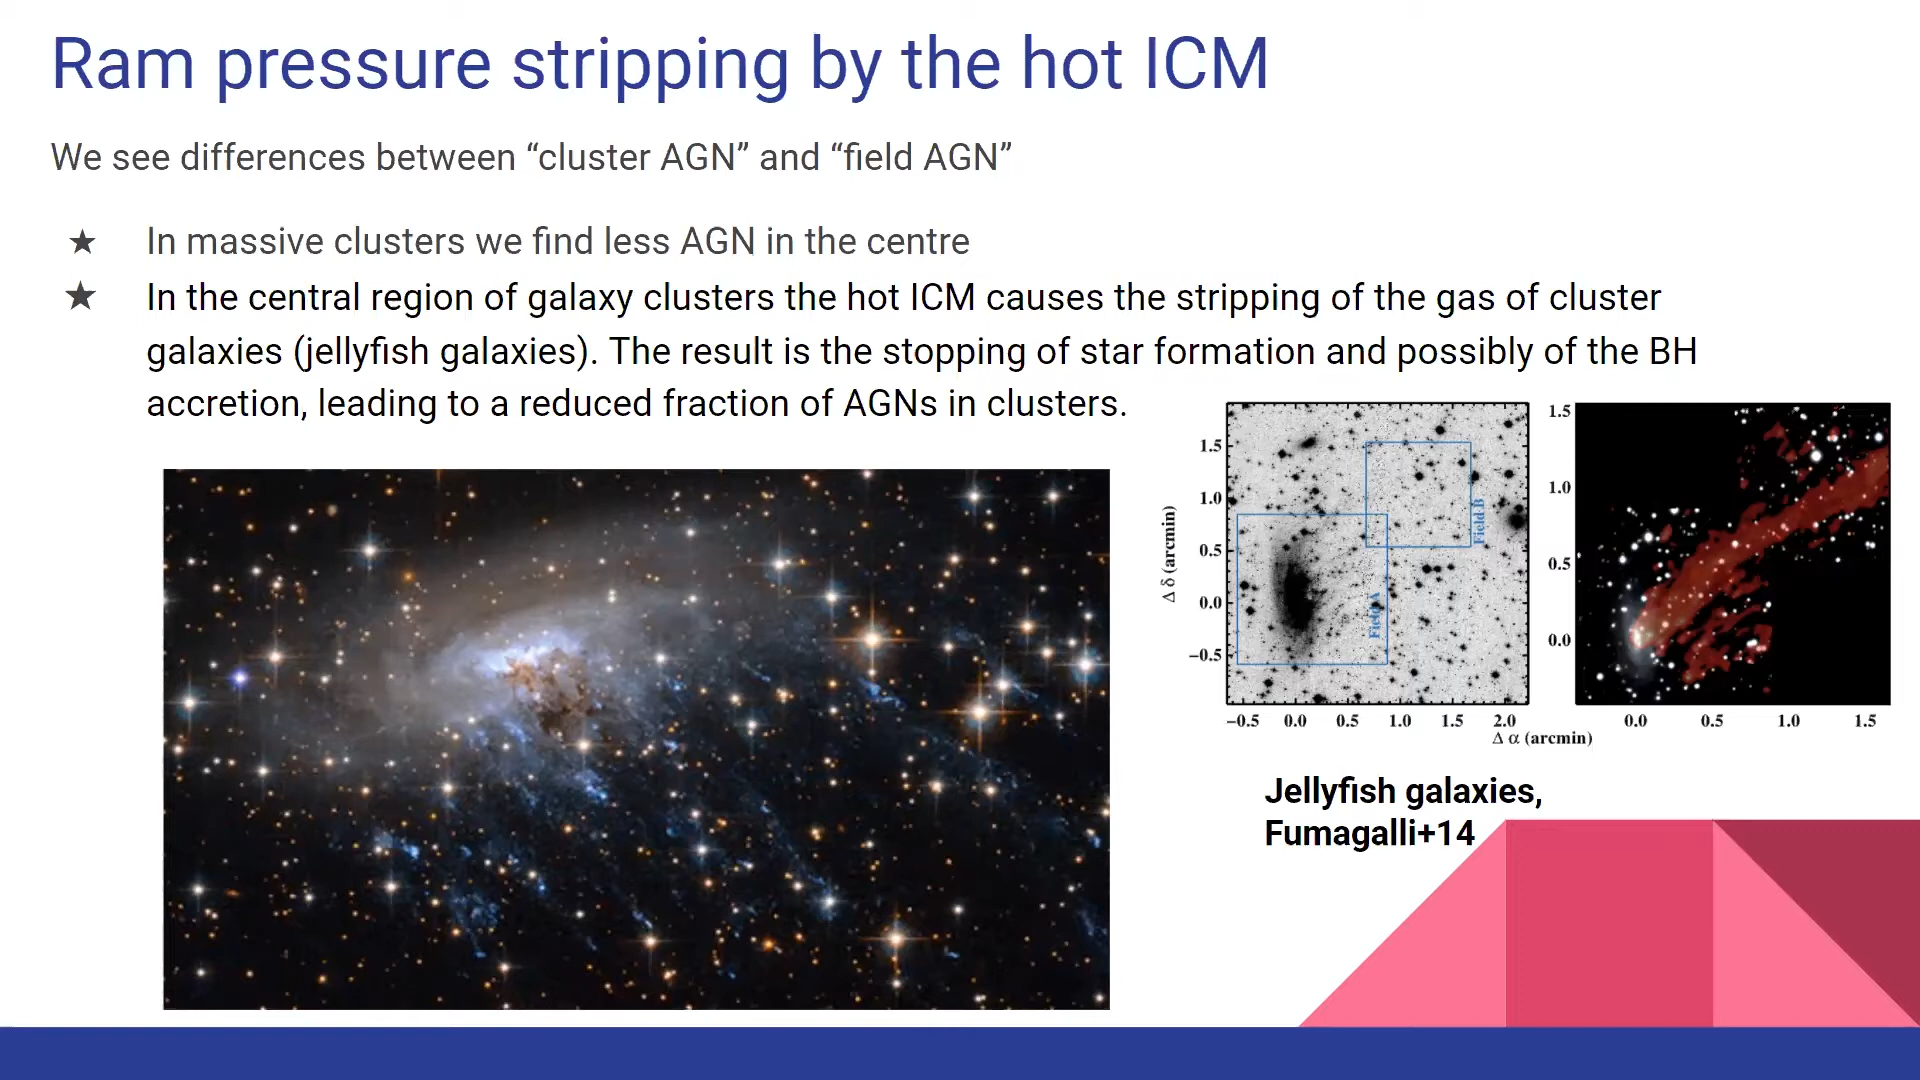 Ram pressure stripping by the hot ICM
We see differences between “cluster AGN” and “field AGN”
★ In massive clusters we find less AGN in the centre
★ In the central region of galaxy clusters the hot ICM causes the stripping of the gas of cluster
galaxies (jellyfish galaxies). The result is the stopping of star formation and possibly of the BH
accretion, leading to a reduced fraction of AGNs in clusters.
1.5
1.0
0.5
0.0
−0.5
Δ δ (arcmin)
Field B
Field A
−0.5 0.0 0.5 1.0 1.5 2.0
1.5
1.0
0.5
0.0
0.0 0.5 1.0 1.5
Δ α (arcmin)
Jellyfish galaxies,
Fumagalli+14